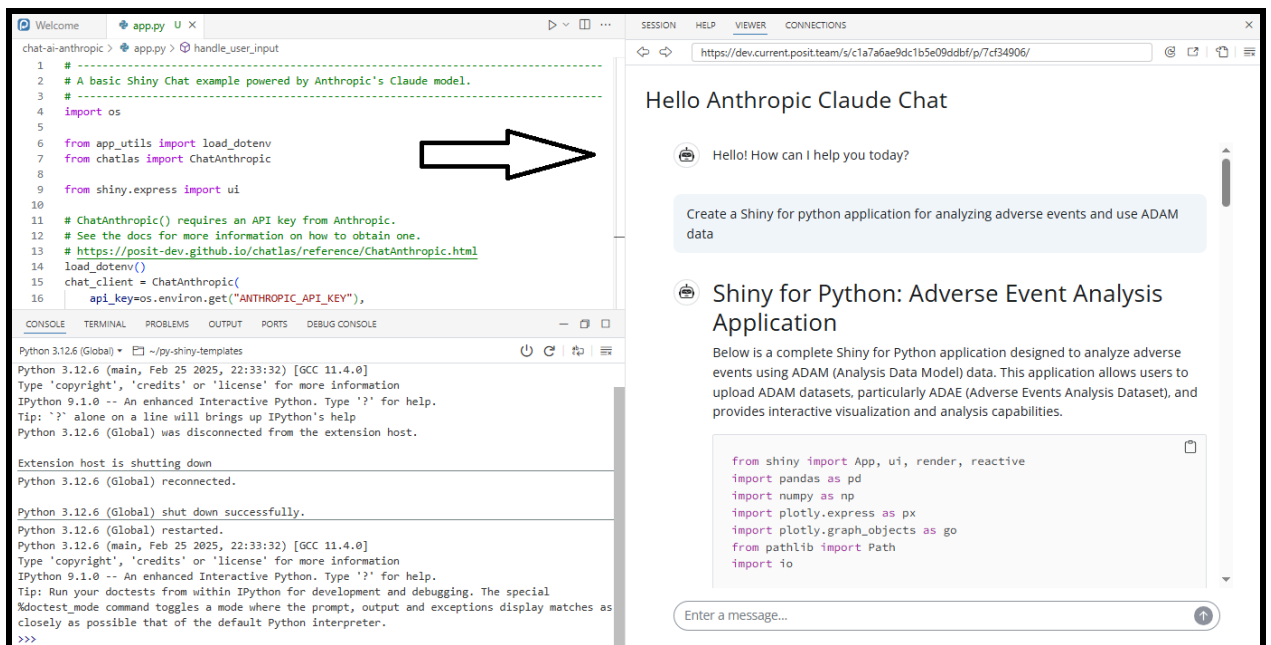 Welcome
app.py U
chat-ai-anthropic > app.py > handle_user_input
1 # ---------------------------------------------------------------------------------
2 # A basic Shiny Chat example powered by Anthropic's Claude model.
3 # ---------------------------------------------------------------------------------
4 import os
5
6 from app_utils import load_dotenv
7 from chatlas import ChatAnthropic
8
9 from shiny.express import ui
10
11 # ChatAnthropic() requires an API key from Anthropic.
12 # See the docs for more information on how to obtain one.
13 # https://posit-dev.github.io/chatlas/reference/ChatAnthropic.html
14 load_dotenv()
15 chat_client = ChatAnthropic(
16 api_key=os.environ.get("ANTHROPIC_API_KEY"),
CONSOLE TERMINAL PROBLEMS OUTPUT PORTS DEBUG CONSOLE
Python 3.12.6 (Global) ~/py-shiny-templates
Python 3.12.6 (main, Feb 25 2025, 22:33:32) [GCC 11.4.0]
Type 'copyright', 'credits' or 'license' for more information
IPython 9.1.0 -- An enhanced Interactive Python. Type '?' for help.
Tip: `?` alone on a line will brings up IPython's help
Python 3.12.6 (Global) was disconnected from the extension host.
Extension host is shutting down
Python 3.12.6 (Global) reconnected.
Python 3.12.6 (Global) shut down successfully.
Python 3.12.6 (Global) restarted.
Python 3.12.6 (main, Feb 25 2025, 22:33:32) [GCC 11.4.0]
Type 'copyright', 'credits' or 'license' for more information
IPython 9.1.0 -- An enhanced Interactive Python. Type '?' for help.
Tip: Run your doctests from within IPython for development and debugging. The special
%doctest_mode command toggles a mode where the prompt, output and exceptions display matches as
closely as possible that of the default Python interpreter.
>>>
SESSION HELP VIEWER CONNECTIONS
https://dev.current.posit.team/s/c1a7a6ae9dc1b5e09ddbf/p/7cf34906/
Hello Anthropic Claude Chat
Hello! How can I help you today?
Create a Shiny for python application for analyzing adverse events and use ADAM
data
Shiny for Python: Adverse Event Analysis
Application
Below is a complete Shiny for Python application designed to analyze adverse
events using ADAM (Analysis Data Model) data. This application allows users to
upload ADAM datasets, particularly ADAE (Adverse Events Analysis Dataset), and
provides interactive visualization and analysis capabilities.
from shiny import App, ui, render, reactive
import pandas as pd
import numpy as np
import plotly.express as px
import plotly.graph_objects as go
from pathlib import Path
import io
Enter a message...